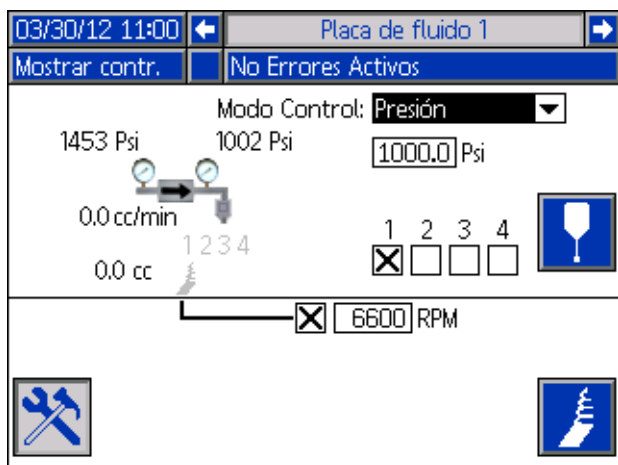 03/30/12 11:00 Placa de fluido 1
Mostrar contr. No Errores Activos
Modo Control: Presión
1453 Psi 1002 Psi 1000.0 Psi
0.0 cc/min
1 2 3 4
1 2 3 4
0.0 cc
6600 RPM